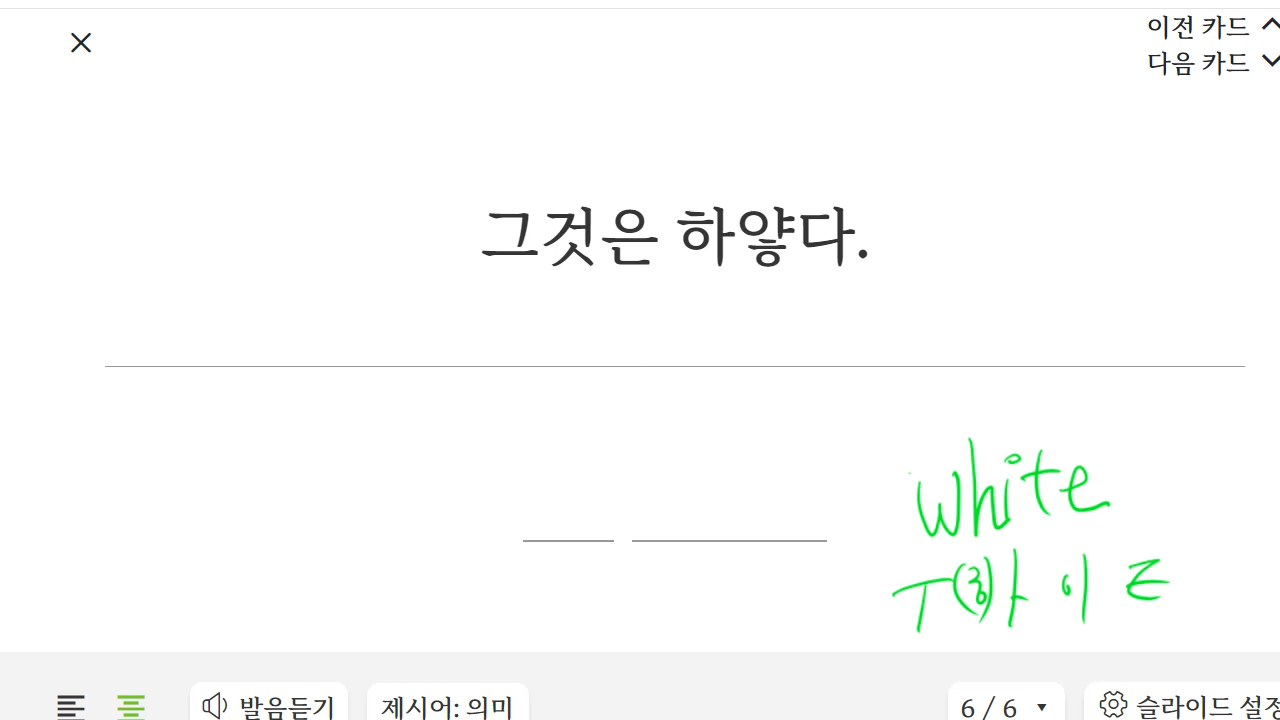 이전 카드
다음 카드
그것은 하얗다.
white
ㅜ(ㅎ)ㅏ 이 ㅌ
발음듣기
제시어: 의미
6 / 6
슬라이드 설정